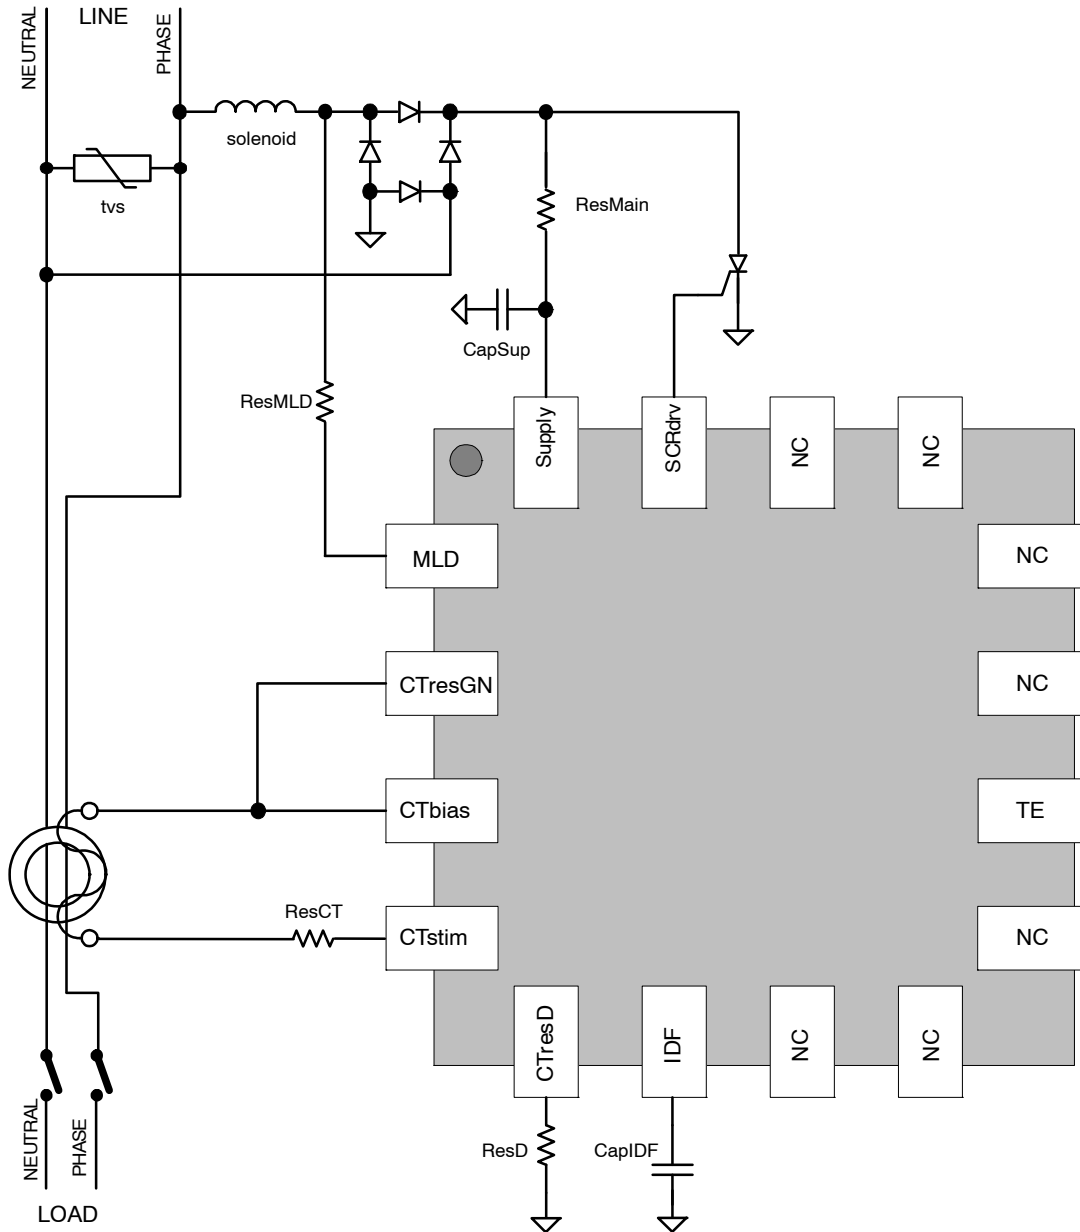 LINE
NEUTRAL
PHASE
solenoid
tvs
ResMain
CapSup
ResMLD
Supply
SCRdrv
NC
NC
MLD
NC
CTresGN
NC
CTbias
TE
ResCT
CTstim
NC
CTresD
IDF
NC
NC
NEUTRAL
PHASE
ResD
CapIDF
LOAD